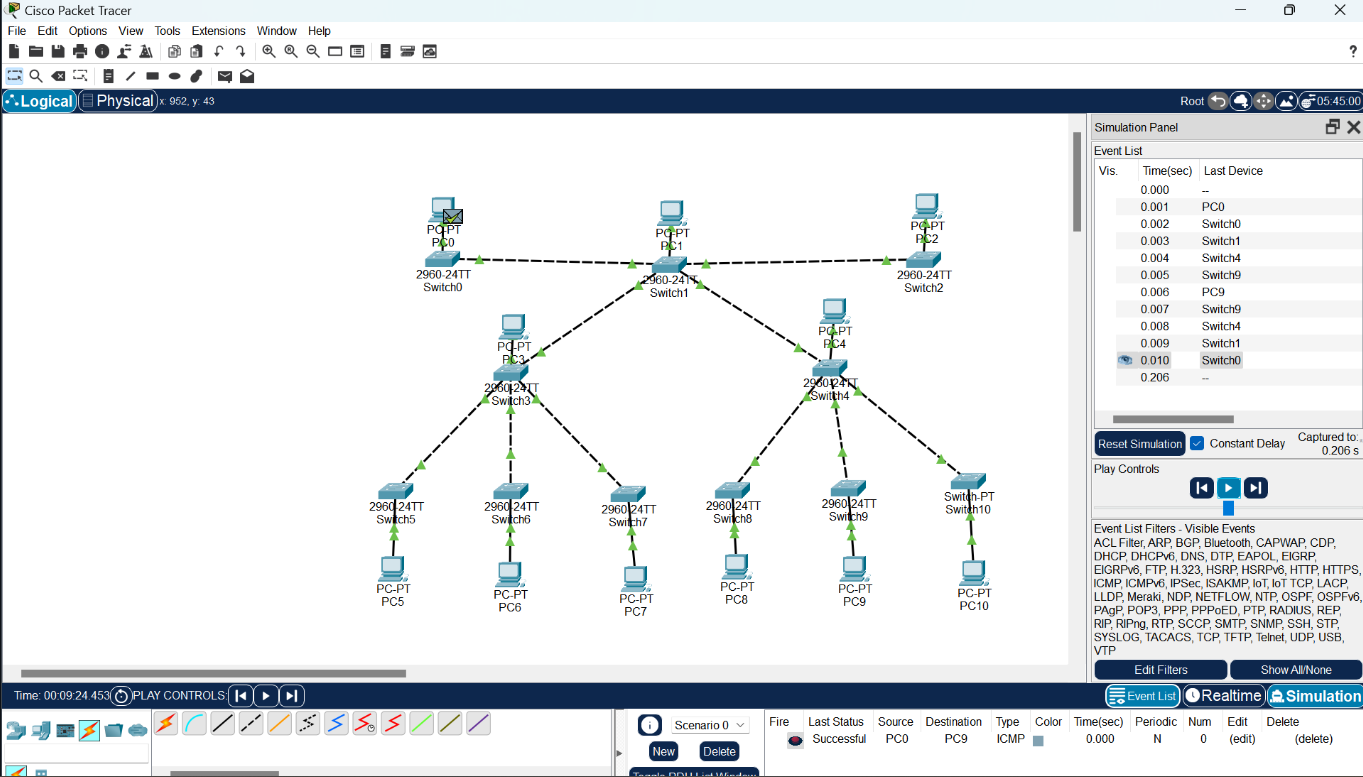 Cisco Packet Tracer
File Edit Options View Tools Extensions Window Help
?
Logical Physical x: 952, y: 43 Root 05:45:00
Simulation Panel
Event List
Vis. Time(sec) Last Device
0.000 --
0.001 PC0
0.002 Switch0
0.003 Switch1
0.004 Switch4
0.005 Switch9
0.006 PC9
0.007 Switch9
0.008 Switch4
0.009 Switch1
0.010 Switch0
0.206 --
Reset Simulation Constant Delay Captured to:
0.206 s
Play Controls
Event List Filters - Visible Events
ACL Filter, ARP, BGP, Bluetooth, CAPWAP, CDP,
DHCP, DHCPv6, DNS, DTP, EAPOL, EIGRP,
EIGRPv6, FTP, H.323, HSRP, HSRPv6, HTTP, HTTPS,
ICMP, ICMPv6, IPSec, ISAKMP, IoT, IoT TCP, LACP,
LLDP, Meraki, NDP, NETFLOW, NTP, OSPF, OSPFv6,
PAgP, POP3, PPP, PPPoED, PTP, RADIUS, REP,
RIP, RIPng, RTP, SCCP, SMTP, SNMP, SSH, STP,
SYSLOG, TACACS, TCP, TFTP, Telnet, UDP, USB,
VTP
Edit Filters Show All/None
PC-PT
PC0
2960-24TT
Switch0
PC-PT
PC1
2960-24TT
Switch1
PC-PT
PC2
2960-24TT
Switch2
PC-PT
PC3
2960-24TT
Switch3
PC-PT
PC4
2960-24TT
Switch4
2960-24TT
Switch5
2960-24TT
Switch6
2960-24TT
Switch7
2960-24TT
Switch8
2960-24TT
Switch9
Switch-PT
Switch10
PC-PT
PC5
PC-PT
PC6
PC-PT
PC7
PC-PT
PC8
PC-PT
PC9
PC-PT
PC10
Time: 00:09:24.453 PLAY CONTROLS: Event List Realtime Simulation
Scenario 0
New Delete
Toggle PDU List Window
Fire Last Status Source Destination Type Color Time(sec) Periodic Num Edit Delete
Successful PC0 PC9 ICMP 0.000 N 0 (edit) (delete)